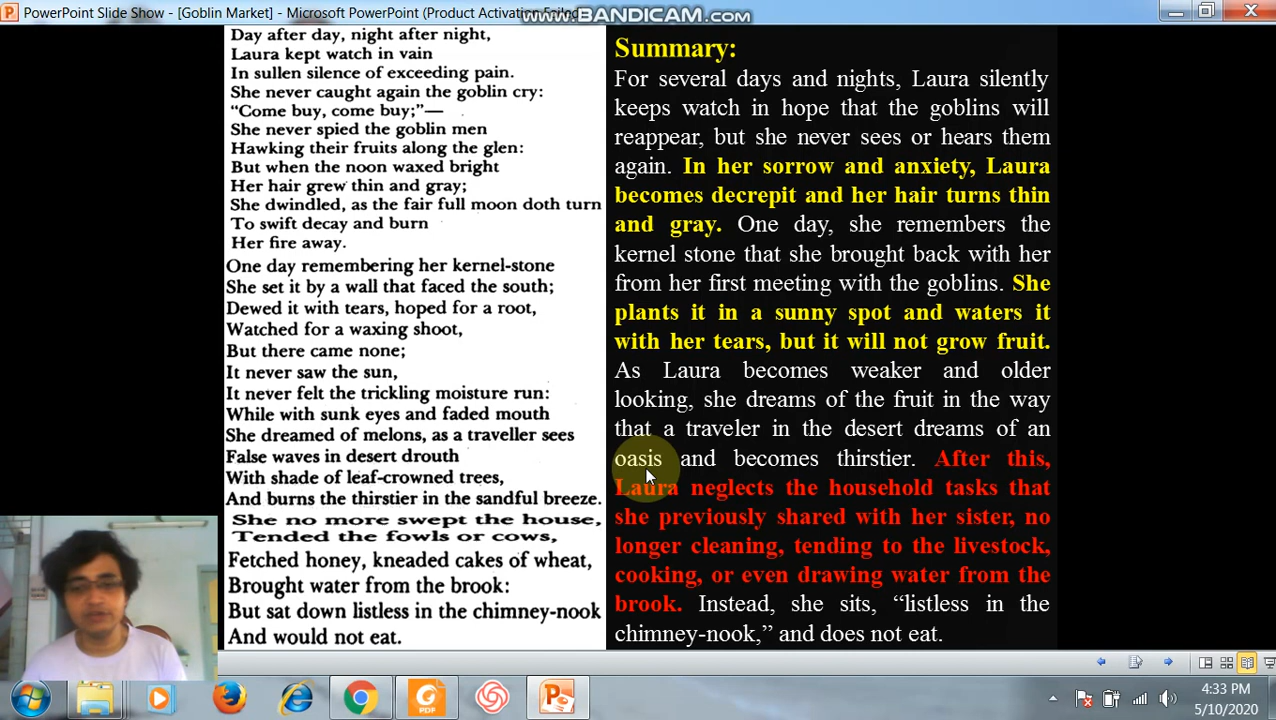 PowerPoint Slide Show - [Goblin Market] - Microsoft PowerPoint (Product Activation Failed
www.BANDICAM.com
Day after day, night after night,
Laura kept watch in vain
In sullen silence of exceeding pain.
She never caught again the goblin cry:
“Come buy, come buy;”—
She never spied the goblin men
Hawking their fruits along the glen:
But when the noon waxed bright
Her hair grew thin and gray;
She dwindled, as the fair full moon doth turn
To swift decay and burn
Her fire away.
One day remembering her kernel-stone
She set it by a wall that faced the south;
Dewed it with tears, hoped for a root,
Watched for a waxing shoot,
But there came none;
It never saw the sun,
It never felt the trickling moisture run:
While with sunk eyes and faded mouth
She dreamed of melons, as a traveller sees
False waves in desert drouth
With shade of leaf-crowned trees,
And burns the thirstier in the sandful breeze.
She no more swept the house,
Tended the fowls or cows,
Fetched honey, kneaded cakes of wheat,
Brought water from the brook:
But sat down listless in the chimney-nook
And would not eat.
Summary:
For several days and nights, Laura silently
keeps watch in hope that the goblins will
reappear, but she never sees or hears them
again. In her sorrow and anxiety, Laura
becomes decrepit and her hair turns thin
and gray. One day, she remembers the
kernel stone that she brought back with her
from her first meeting with the goblins. She
plants it in a sunny spot and waters it
with her tears, but it will not grow fruit.
As Laura becomes weaker and older
looking, she dreams of the fruit in the way
that a traveler in the desert dreams of an
oasis and becomes thirstier. After this,
Laura neglects the household tasks that
she previously shared with her sister, no
longer cleaning, tending to the livestock,
cooking, or even drawing water from the
brook. Instead, she sits, “listless in the
chimney-nook,” and does not eat.
PDF
4:33 PM
5/10/2020